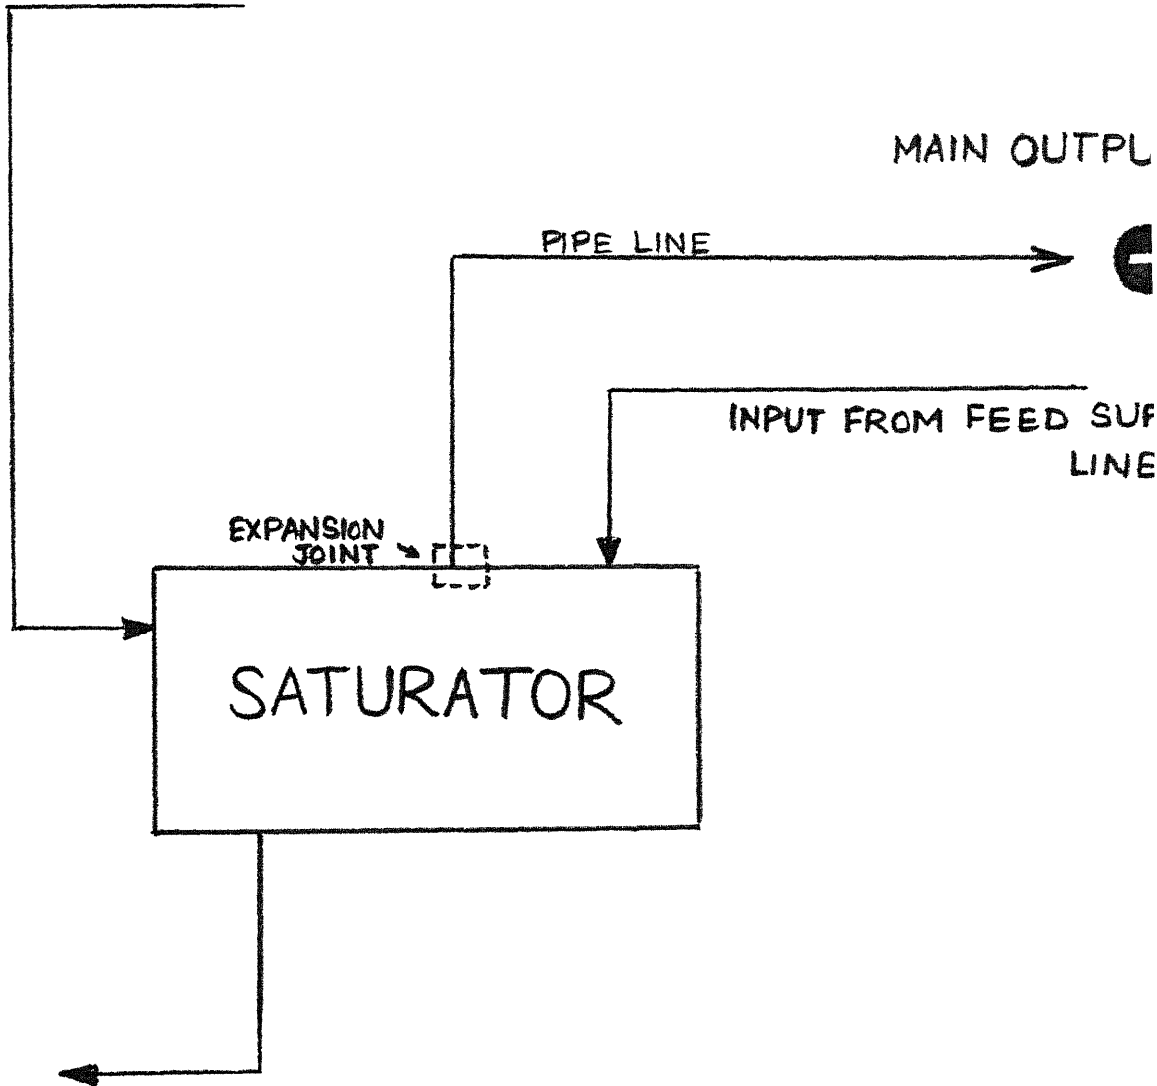 MAIN OUTPU
PIPE LINE
INPUT FROM FEED SUP
LINE
EXPANSION
JOINT
SATURATOR